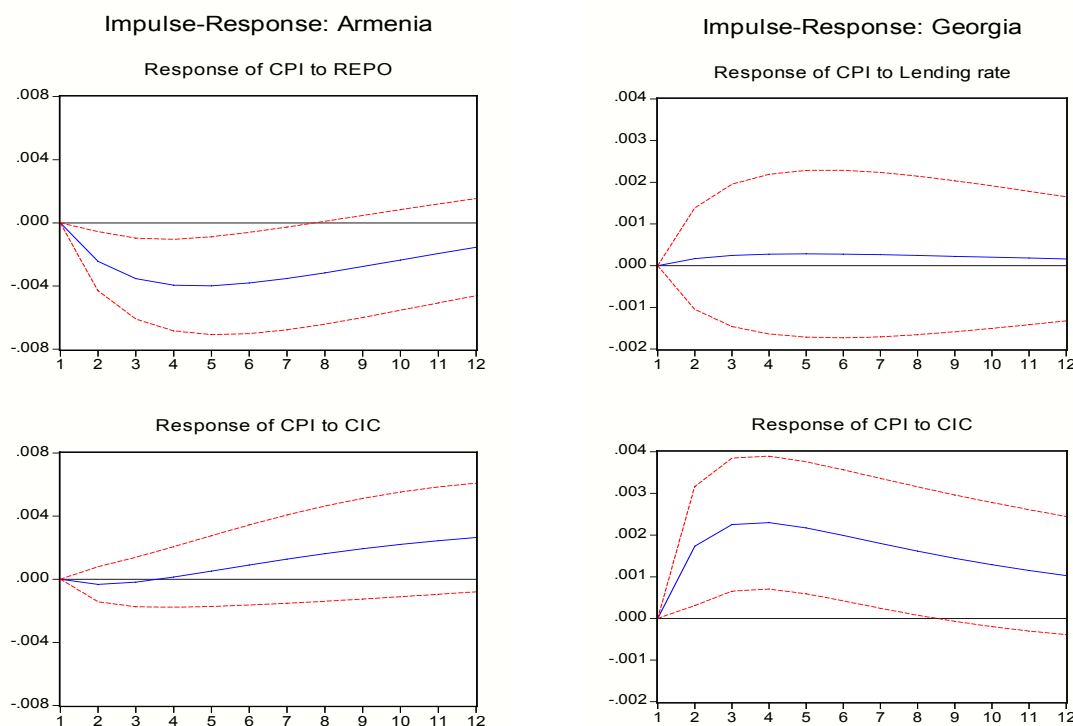 Impulse-Response: Armenia
Response of CPI to REPO
.008
.004
.000
-.004
-.008
1 2 3 4 5 6 7 8 9 10 11 12
Response of CPI to CIC
.008
.004
.000
-.004
-.008
1 2 3 4 5 6 7 8 9 10 11 12
Impulse-Response: Georgia
Response of CPI to Lending rate
.004
.003
.002
.001
.000
-.001
-.002
1 2 3 4 5 6 7 8 9 10 11 12
Response of CPI to CIC
.004
.003
.002
.001
.000
-.001
-.002
1 2 3 4 5 6 7 8 9 10 11 12